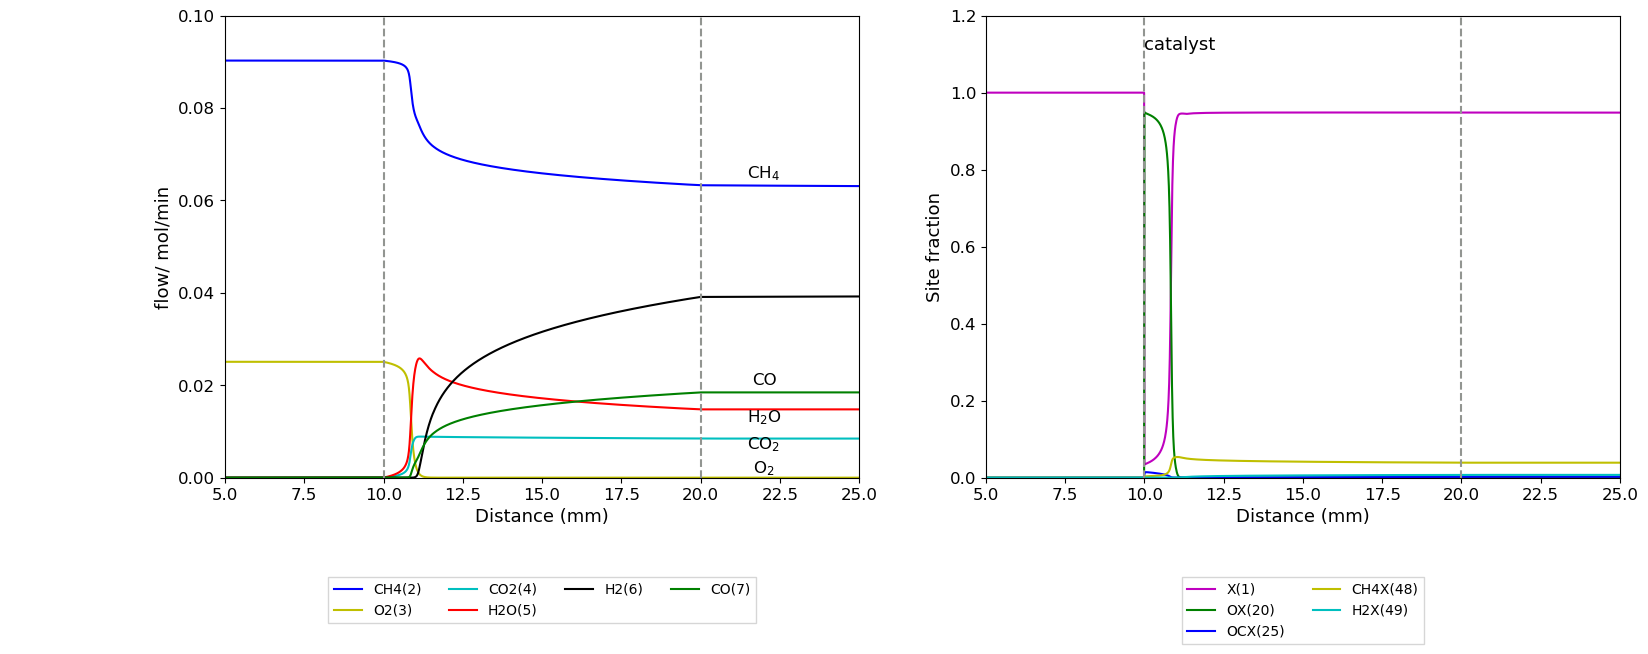 0.10
0.08
0.06
0.04
0.02
0.00
flow/ mol/min
CH₄
CO
H₂O
CO₂
O₂
5.0 7.5 10.0 12.5 15.0 17.5 20.0 22.5 25.0
Distance (mm)
CH4(2) CO2(4) H2(6) CO(7)
O2(3) H2O(5)
1.2
1.0
0.8
0.6
0.4
0.2
0.0
Site fraction
catalyst
5.0 7.5 10.0 12.5 15.0 17.5 20.0 22.5 25.0
Distance (mm)
X(1) CH4X(48)
OX(20) H2X(49)
OCX(25)